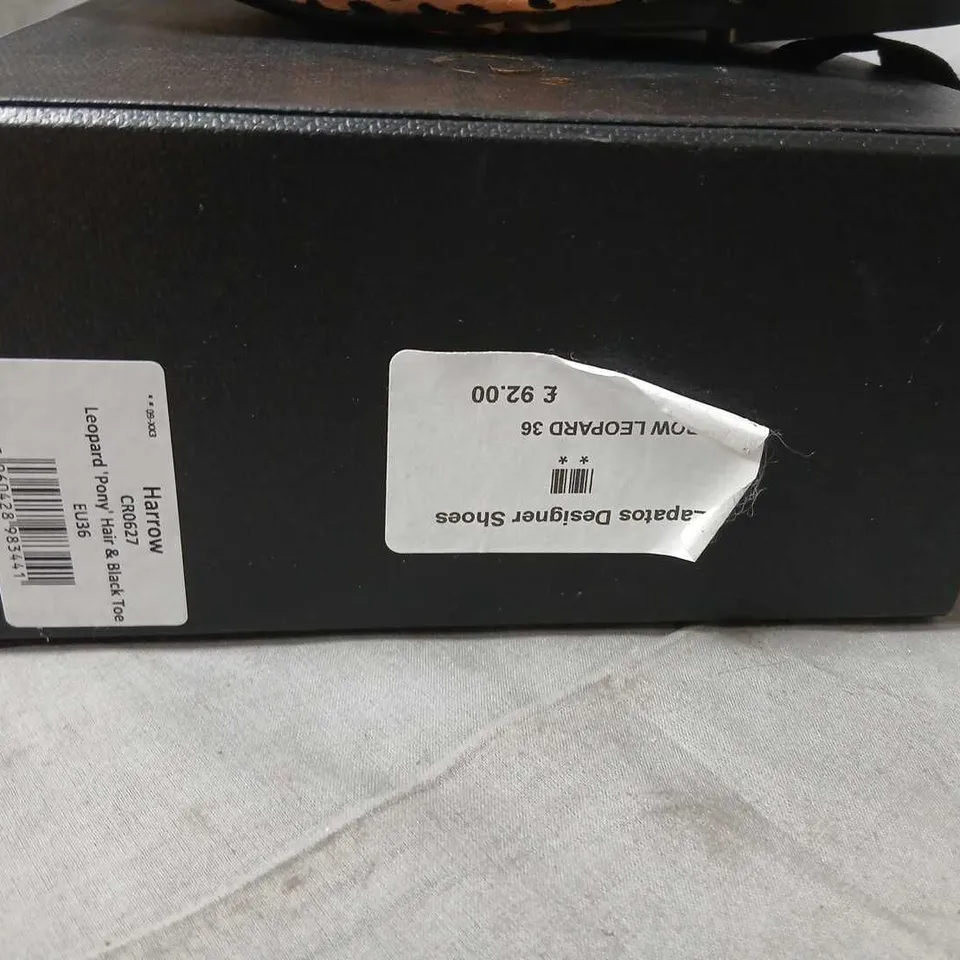 Harrow
CR0627
Leopard 'Pony' Hair & Black Toe
EU36
Designer Shoes
* *
LEOPARD 36
£ 92.00